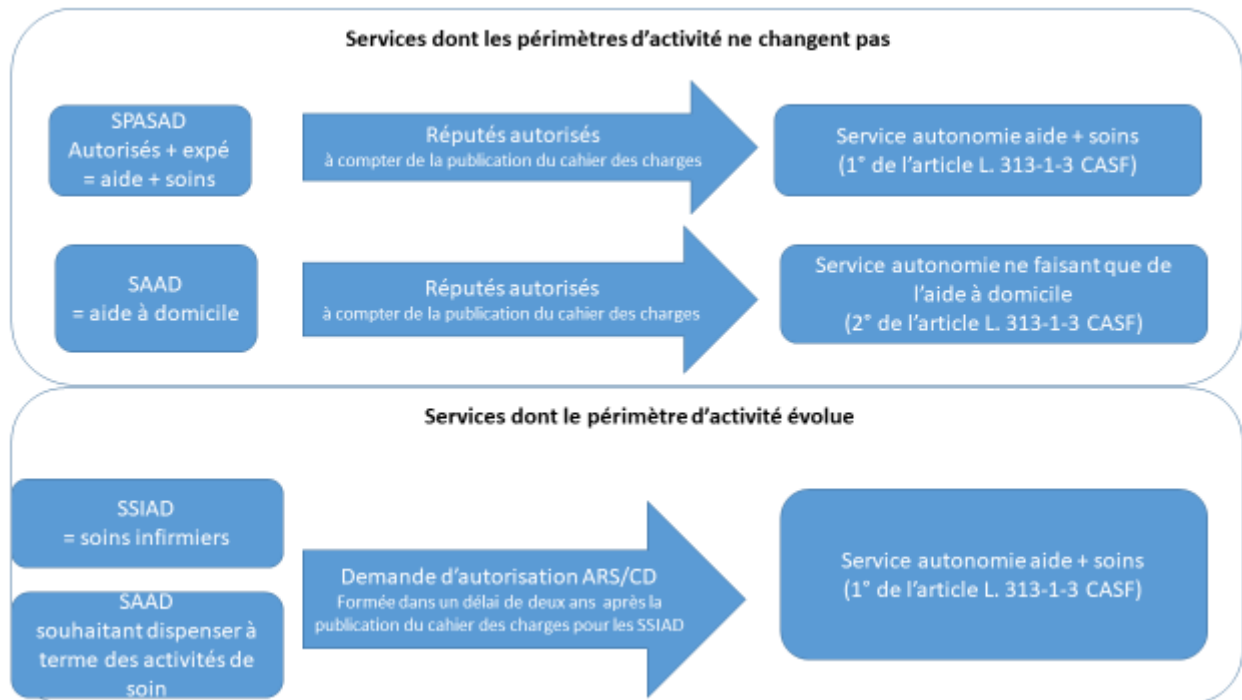 Services dont les périmètres d'activité ne changent pas
SPASAD
Autorisés + expé
= aide + soins
Réputés autorisés
à compter de la publication du cahier des charges
Service autonomie aide + soins
(1° de l'article L. 313-1-3 CASF)
SAAD
= aide à domicile
Réputés autorisés
à compter de la publication du cahier des charges
Service autonomie ne faisant que de
l'aide à domicile
(2° de l'article L. 313-1-3 CASF)
Services dont le périmètre d'activité évolue
SSIAD
= soins infirmiers
SAAD
souhaitant dispenser à
terme des activités de
soin
Demande d'autorisation ARS/CD
Formée dans un délai de deux ans après la
publication du cahier des charges pour les SSIAD
Service autonomie aide + soins
(1° de l'article L. 313-1-3 CASF)